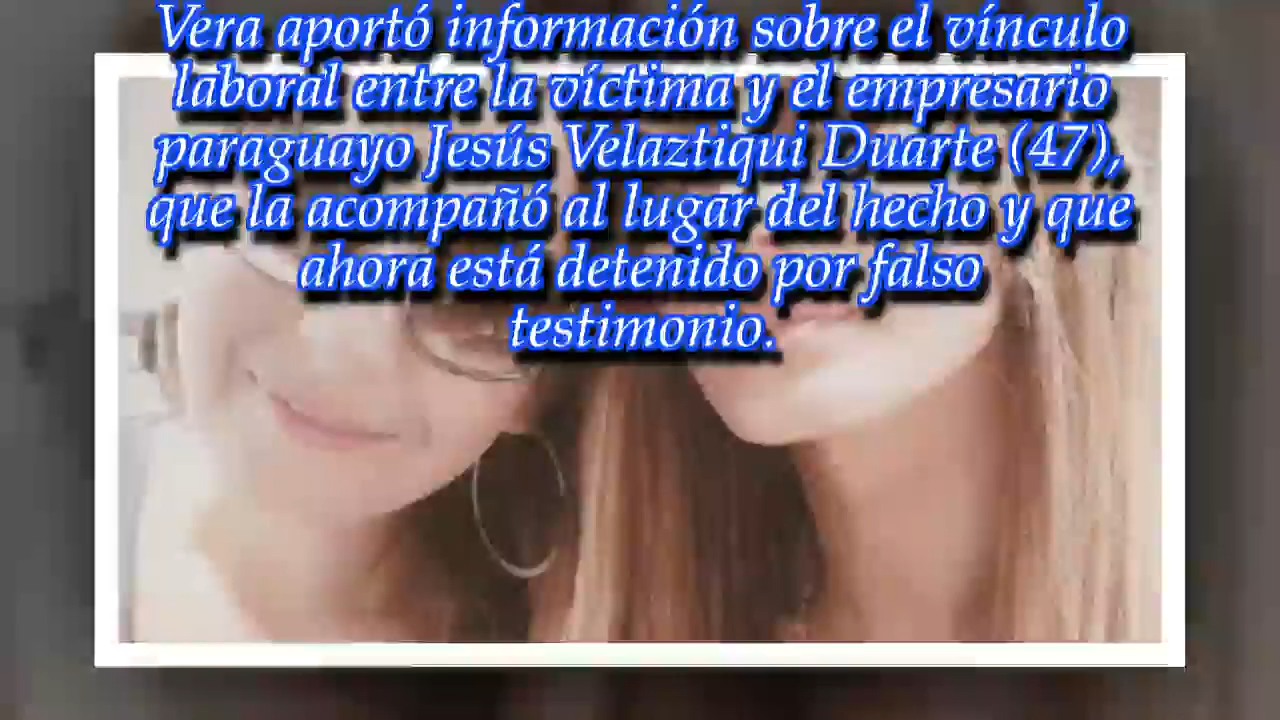 Vera aportó información sobre el vínculo
laboral entre la víctima y el empresario
paraguayo Jesús Velaztiqui Duarte (47),
que la acompañó al lugar del hecho y que
ahora está detenido por falso
testimonio.